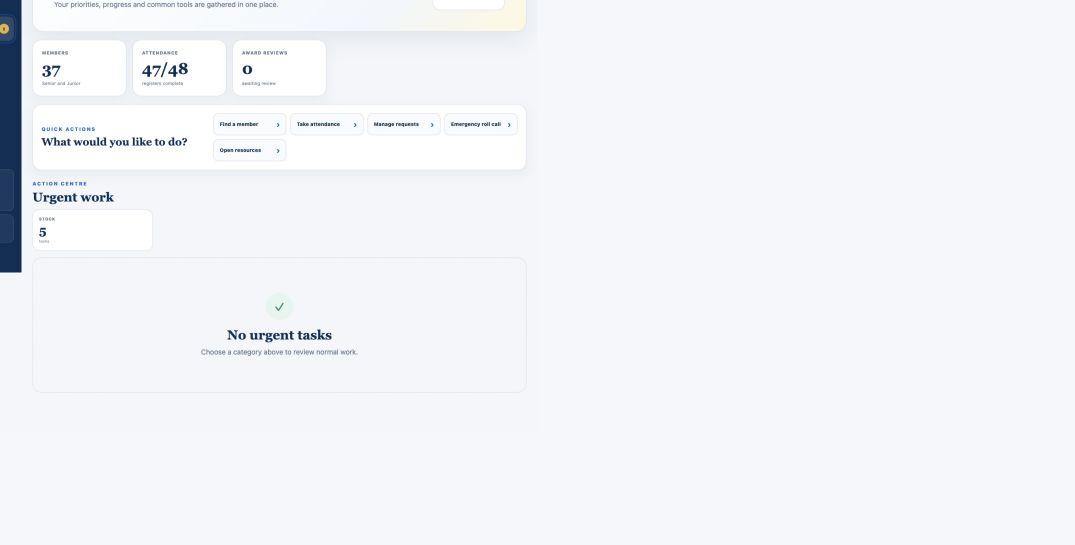 Your priorities, progress and common tools are gathered in one place.
MEMBERS
37
Senior and Junior
ATTENDANCE
47/48
registers complete
AWARD REVIEWS
0
awaiting review
QUICK ACTIONS
What would you like to do?
Find a member
Take attendance
Manage requests
Emergency roll call
Open resources
ACTION CENTRE
Urgent work
STOCK
5
tasks
No urgent tasks
Choose a category above to review normal work.